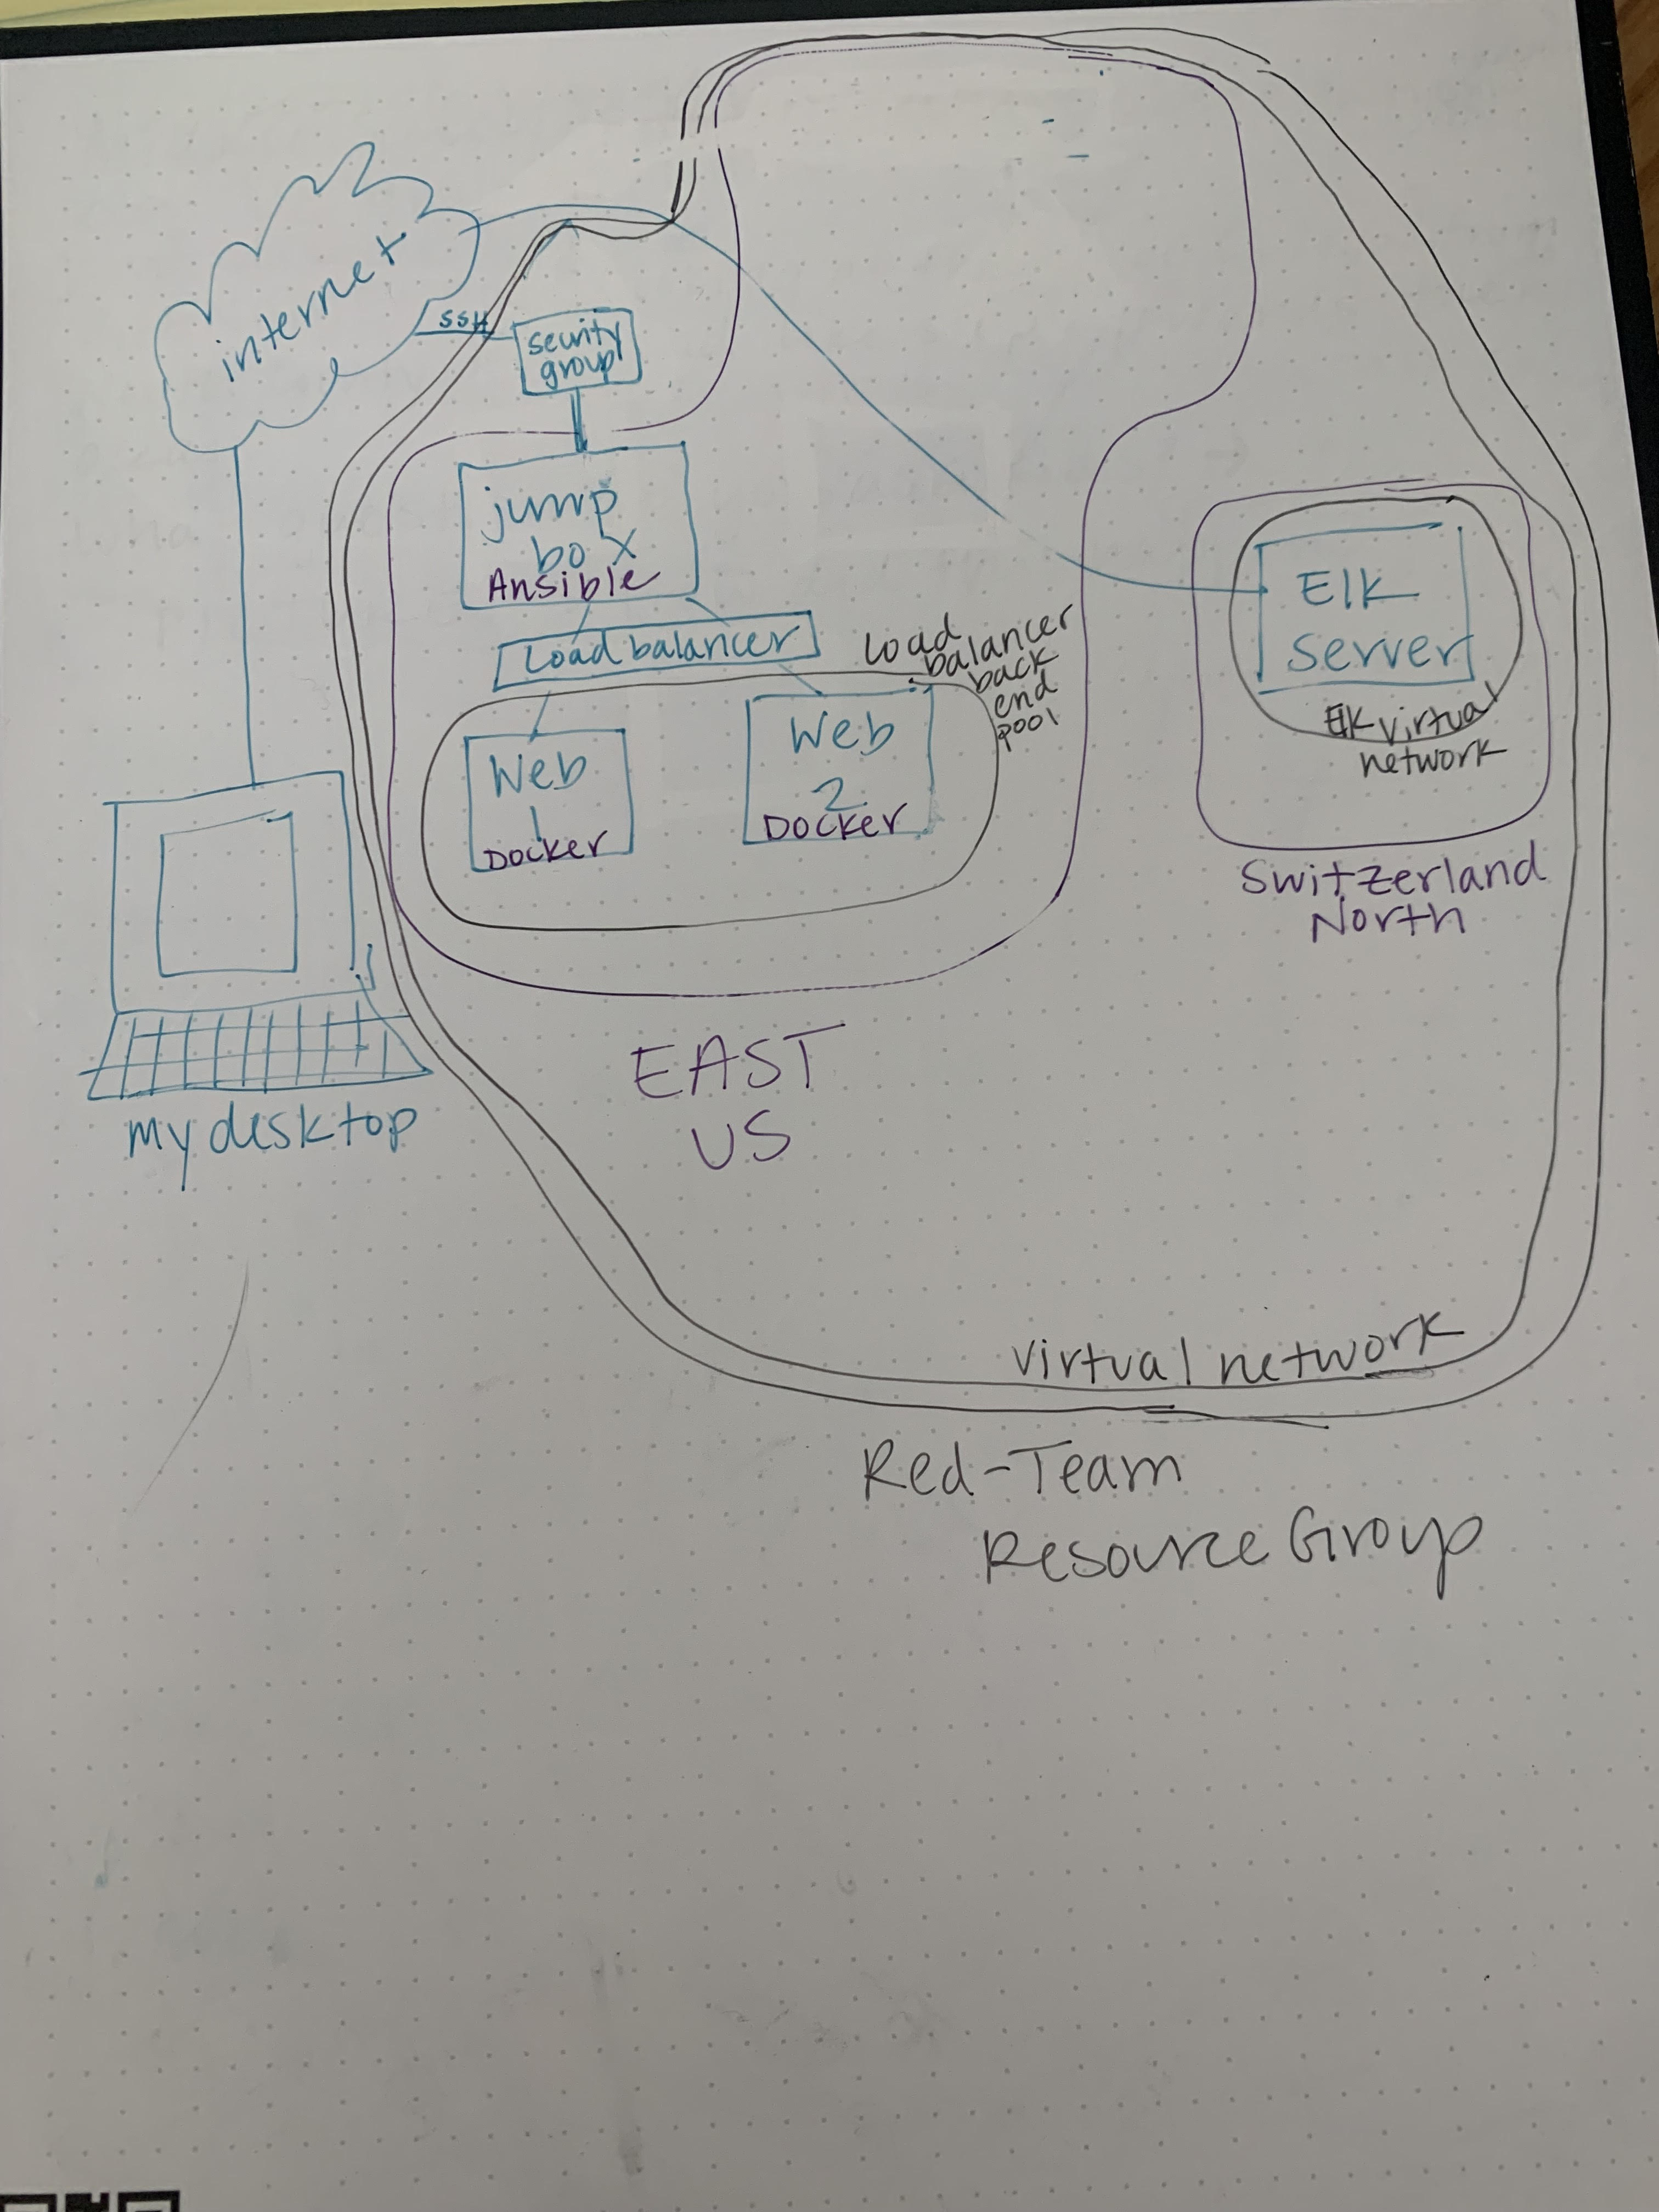 internet
SSH
security
group
jump
box
Ansible
Load balancer
Load
balancer
back
end
pool
Web
1
Docker
Web
2
Docker
Elk
server
Elk virtual
network
Switzerland
North
my desktop
EAST
US
virtual network
Red-Team
Resource Group